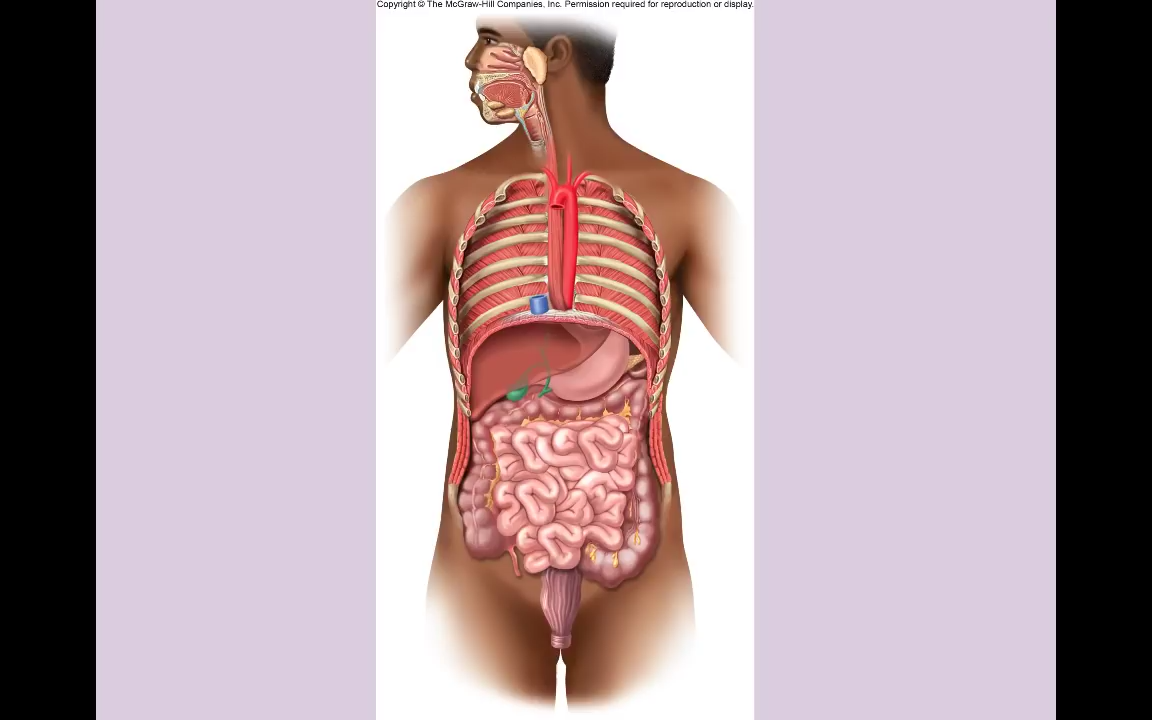 Copyright © The McGraw-Hill Companies, Inc. Permission required for reproduction or display.